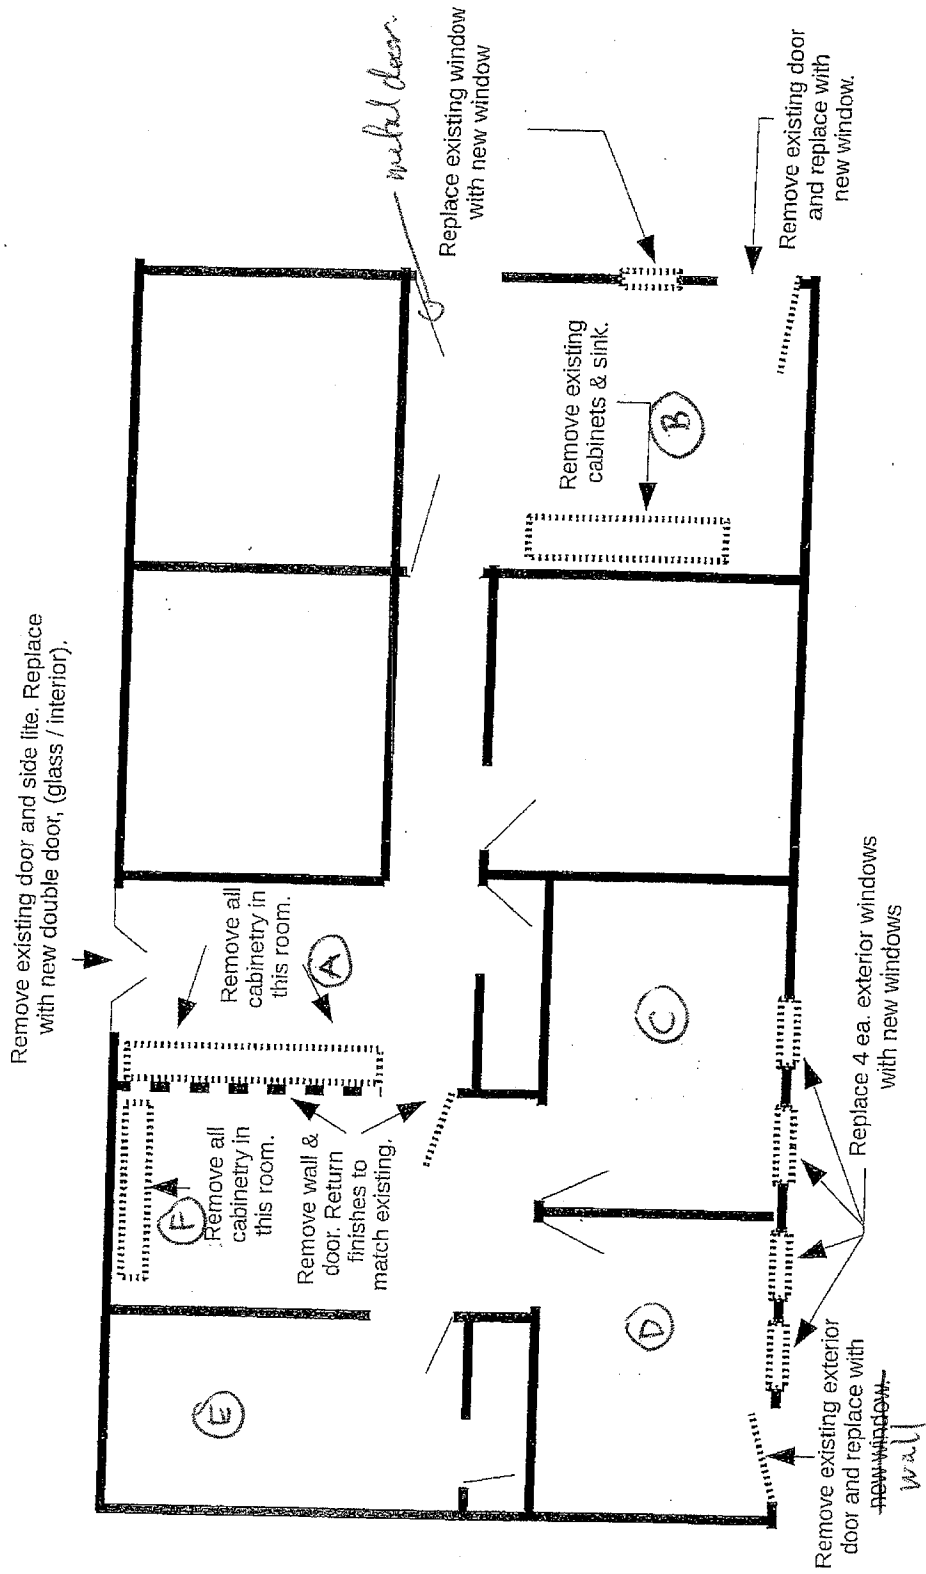 Remove existing door and side lite. Replace
with new double door, (glass / interior).
metal door
Replace existing window
with new window
Remove existing door
and replace with
new window.
Remove existing
cabinets & sink.
B
Remove all
cabinetry in
this room.
A
F
Remove all
cabinetry in
this room.
Remove wall &
door. Return
finishes to
match existing.
C
D
E
Replace 4 ea. exterior windows
with new windows
Remove existing exterior
door and replace with
new window.
wall